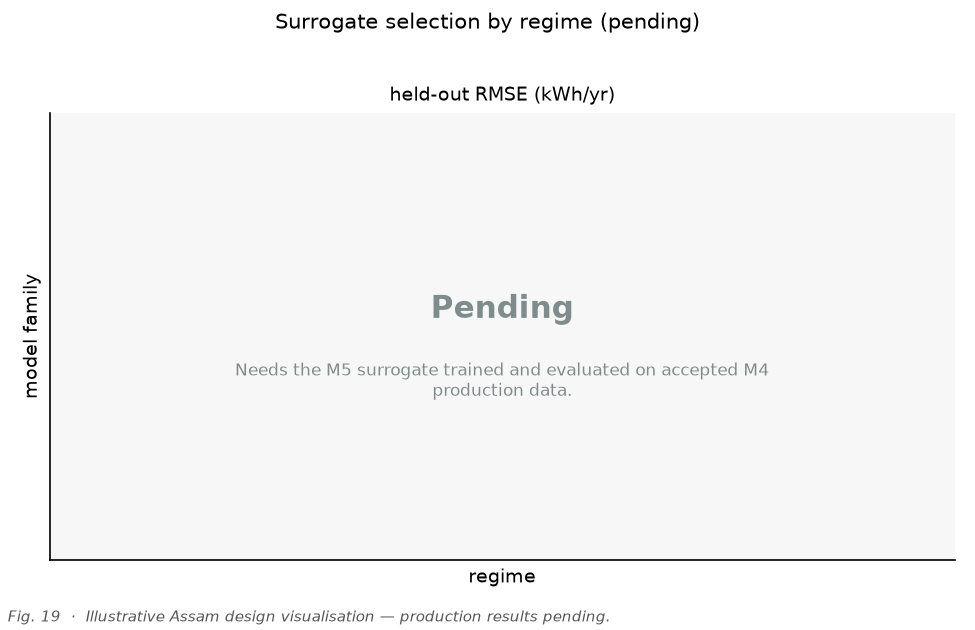 Surrogate selection by regime (pending)
held-out RMSE (kWh/yr)
model family
Pending
Needs the M5 surrogate trained and evaluated on accepted M4
production data.
regime
Fig. 19 · Illustrative Assam design visualisation — production results pending.